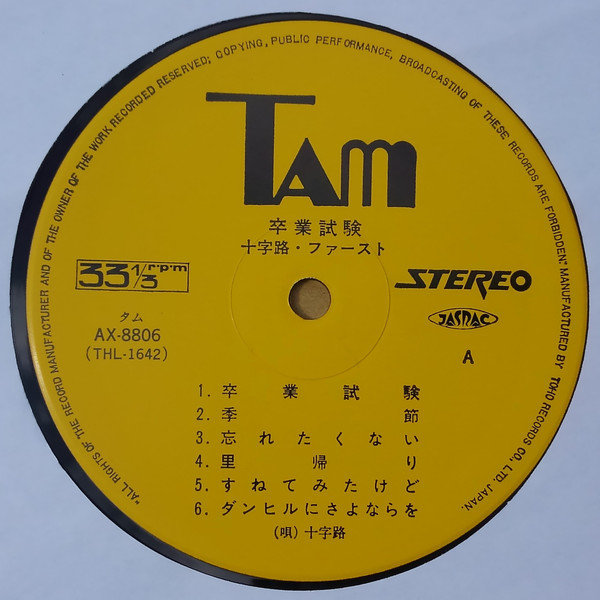 "ALL RIGHTS OF THE RECORD MANUFACTURER AND OF THE OWNER OF THE WORK RECORDED RESERVED; COPYING, PUBLIC PERFORMANCE, BROADCASTING OF THESE RECORDS ARE FORBIDDEN." MANUFACTURED BY TOHO RECORDS CO., LTD. JAPAN.
TAM
卒業試験
十字路・ファースト
33 1/3 r•p•m
STEREO
タム
AX-8806
(THL-1642)
JASRAC
A
1. 卒業試験
2. 季節
3. 忘れたくない
4. 里帰り
5. すねてみたけど
6. ダンヒルにさよならを
(唄) 十字路